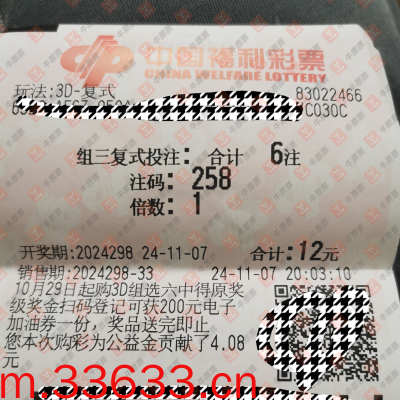 中国福利彩票
CHINA WELFARE LOTTERY
玩法:3D-复式
83022466
C030C
组三复式投注: 合计 6注
注码: 258
倍数: 1
开奖期:2024298 24-11-07 合计:12元
销售期:2024298-33 24-11-07 20:03:10
10月29日起购3D组选六中得原奖
级奖金扫码登记可获200元电子
加油券一份，奖品送完即止
您本次购彩为公益金贡献了4.08
元
m.33633.cn